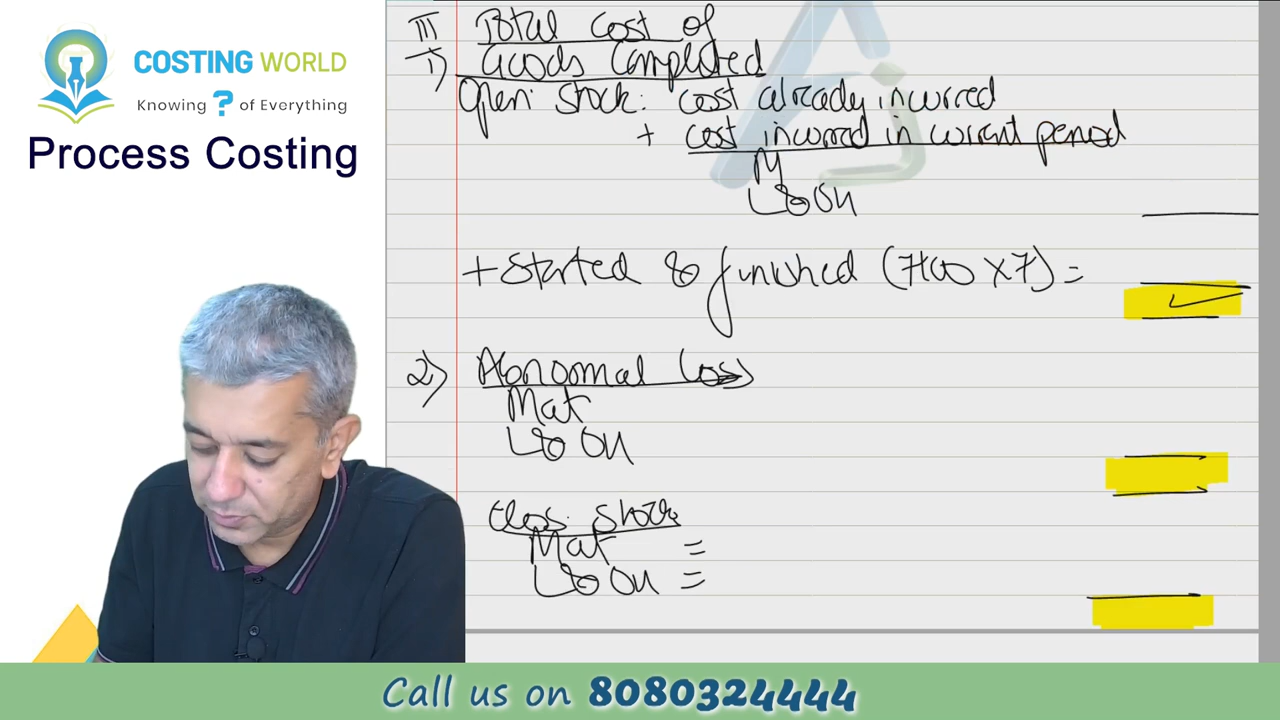 COSTING WORLD
Knowing ? of Everything
Process Costing
III Total Cost of
1) Goods Completed
Open. Stock: cost already incurred
+ cost incurred in current period
M
L & OH
+ Started & finished (7100 x 7) =
2) Abnormal Loss
Mat
L & OH
Clos. Stock
Mat =
L & OH =
Call us on 8080324444